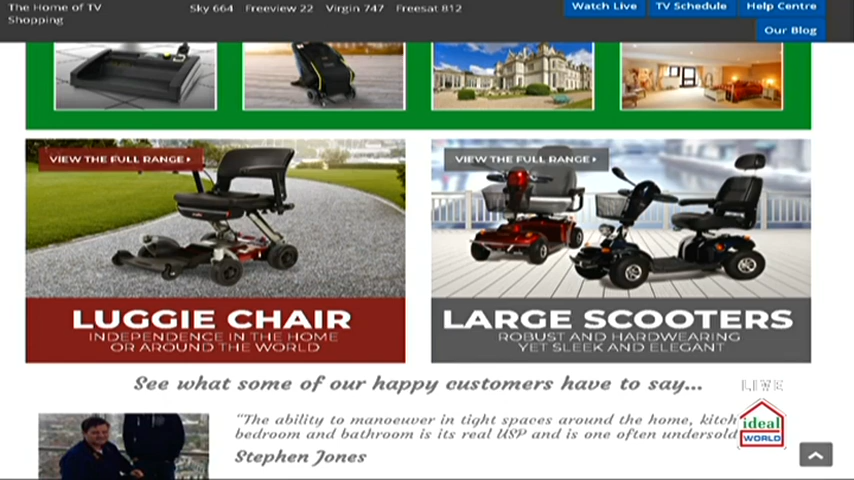 The Home of TV
Shopping
Sky 664 Freeview 22 Virgin 747 Freesat 812
Watch Live TV Schedule Help Centre
Our Blog
VIEW THE FULL RANGE
VIEW THE FULL RANGE
LUGGIE CHAIR
INDEPENDENCE IN THE HOME
OR AROUND THE WORLD
LARGE SCOOTERS
ROBUST AND HARDWEARING
YET SLEEK AND ELEGANT
See what some of our happy customers have to say...
LIVE
"The ability to manoeuver in tight spaces around the home, kitch
bedroom and bathroom is its real USP and is one often undersold
Stephen Jones
ideal
WORLD